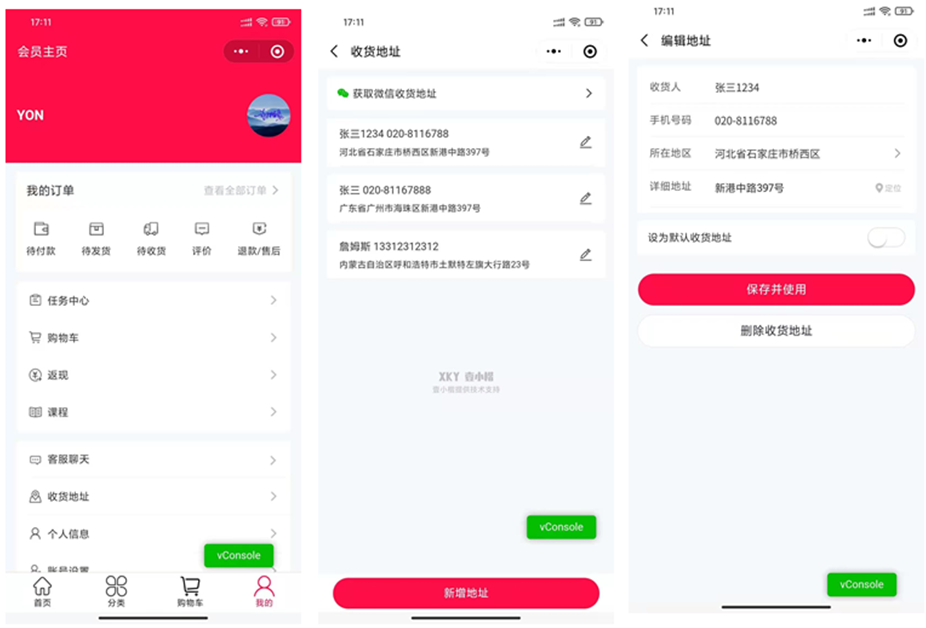 17:11
91
会员主页
YON
我的订单
查看全部订单
待付款
待发货
待收货
评价
退款/售后
任务中心
购物车
返现
课程
客服聊天
收货地址
个人信息
账号设置
vConsole
首页
分类
购物车
我的
17:11
91
收货地址
获取微信收货地址
张三1234 020-8116788
河北省石家庄市桥西区新港中路397号
张三 020-81167888
广东省广州市海珠区新港中路397号
詹姆斯 13312312312
内蒙古自治区呼和浩特市土默特左旗大行路23号
XKY 壹小桶
壹小桶提供技术支持
vConsole
新增地址
17:11
91
编辑地址
收货人 张三1234
手机号码 020-8116788
所在地区 河北省石家庄市桥西区
详细地址 新港中路397号 定位
设为默认收货地址
保存并使用
删除收货地址
vConsole